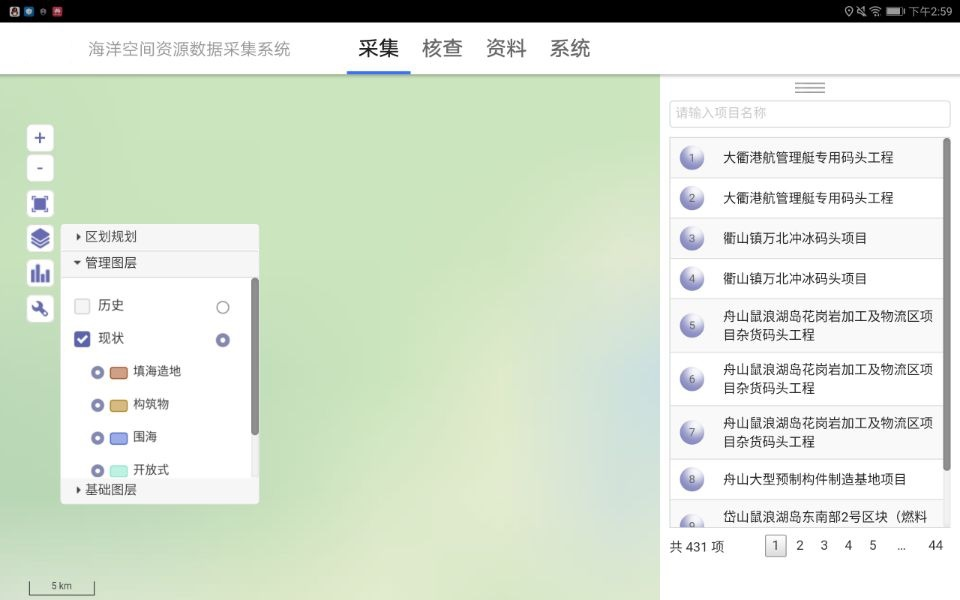 下午2:59
海洋空间资源数据采集系统 采集 核查 资料 系统
+
-
区划规划
管理图层
历史
现状
填海造地
构筑物
围海
开放式
基础图层
5 km
请输入项目名称
1 大衢港航管理艇专用码头工程
2 大衢港航管理艇专用码头工程
3 衢山镇万北冲冰码头项目
4 衢山镇万北冲冰码头项目
5 舟山鼠浪湖岛花岗岩加工及物流区项
目杂货码头工程
6 舟山鼠浪湖岛花岗岩加工及物流区项
目杂货码头工程
7 舟山鼠浪湖岛花岗岩加工及物流区项
目杂货码头工程
8 舟山大型预制构件制造基地项目
9 岱山鼠浪湖岛东南部2号区块（燃料
共 431 项 1 2 3 4 5 ... 44